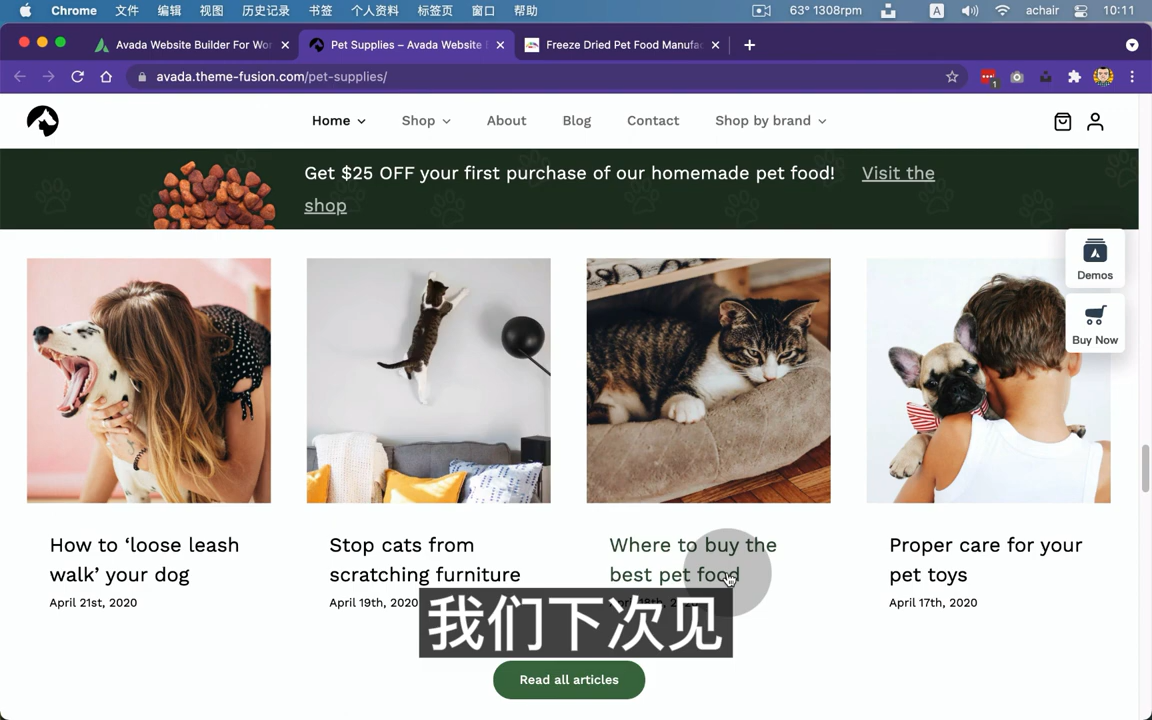 Chrome 文件 编辑 视图 历史记录 书签 个人资料 标签页 窗口 帮助 63° 1308rpm A achair 10:11
Avada Website Builder For Wor
Pet Supplies – Avada Website
Freeze Dried Pet Food Manufac
avada.theme-fusion.com/pet-supplies/
1
Home Shop About Blog Contact Shop by brand
Get $25 OFF your first purchase of our homemade pet food! Visit the
shop
Demos
Buy Now
How to ‘loose leash
walk’ your dog
April 21st, 2020
Stop cats from
scratching furniture
April 19th, 2020
Where to buy the
best pet food
Proper care for your
pet toys
April 17th, 2020
我们下次见
Read all articles